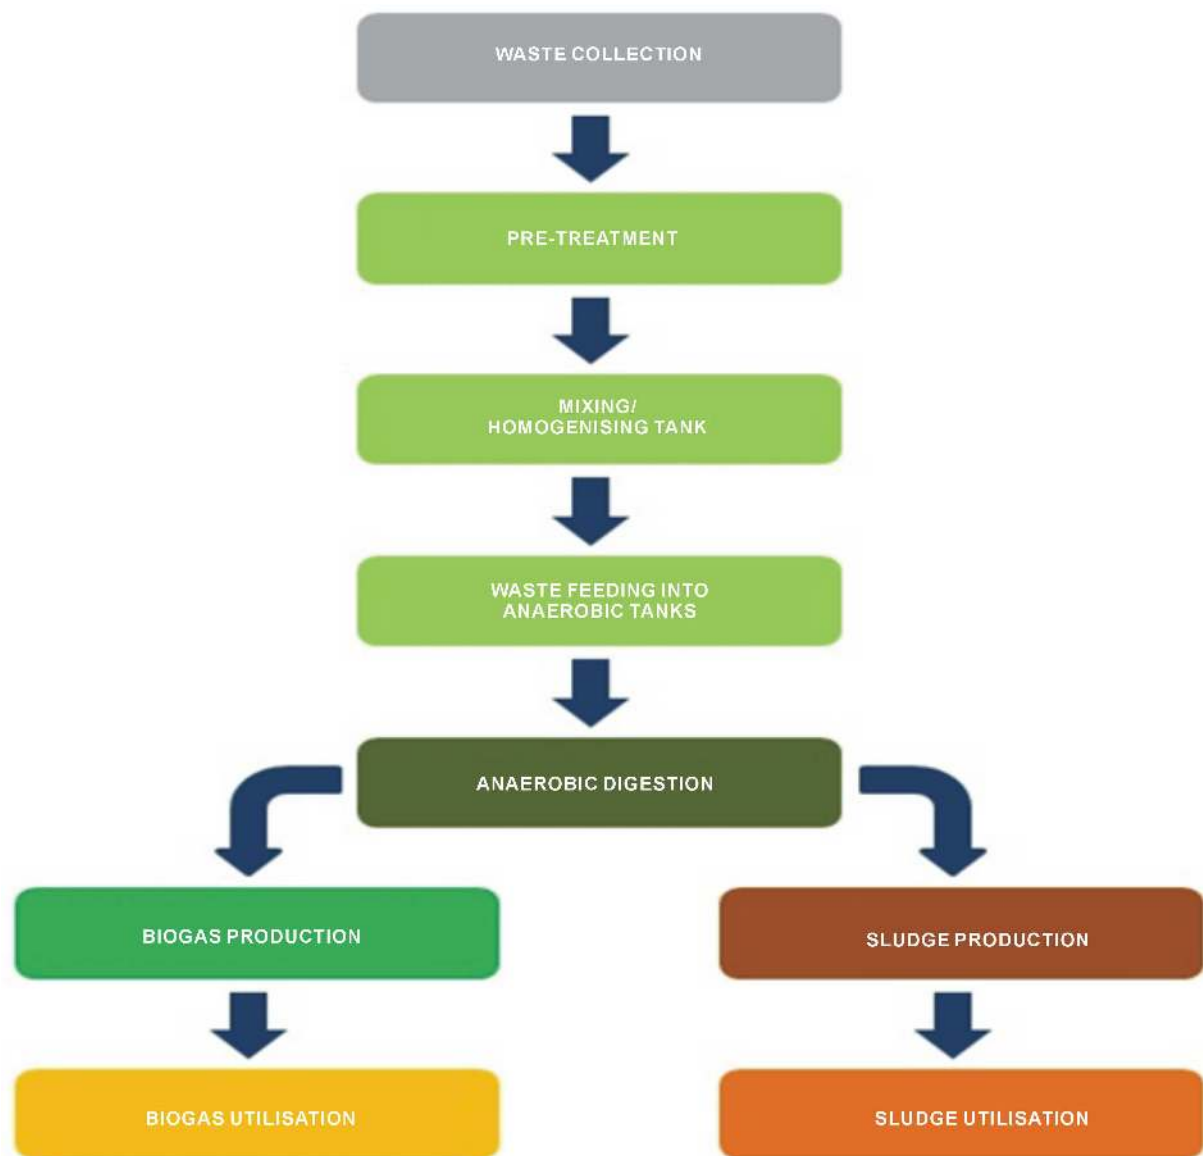 WASTE COLLECTION
PRE-TREATMENT
MIXING/
HOMOGENISING TANK
WASTE FEEDING INTO
ANAEROBIC TANKS
ANAEROBIC DIGESTION
BIOGAS PRODUCTION
SLUDGE PRODUCTION
BIOGAS UTILISATION
SLUDGE UTILISATION